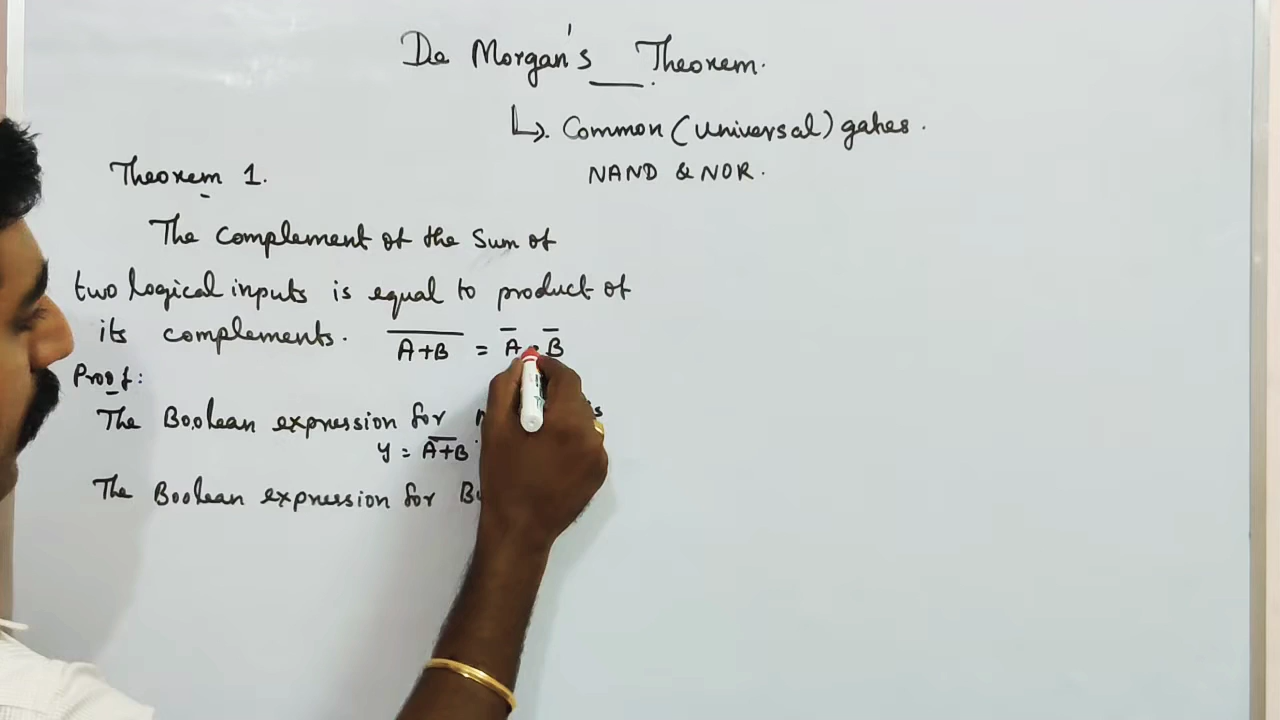 De Morgan's Theorem.
↳. Common (universal) gates.
NAND & NOR.
Theorem 1.
The complement of the sum of
two logical inputs is equal to product of
its complements. A̅+̅B̅ = A̅ . B̅
Proof:
The Boolean expression for
y = A̅+̅B̅
The Boolean expression for